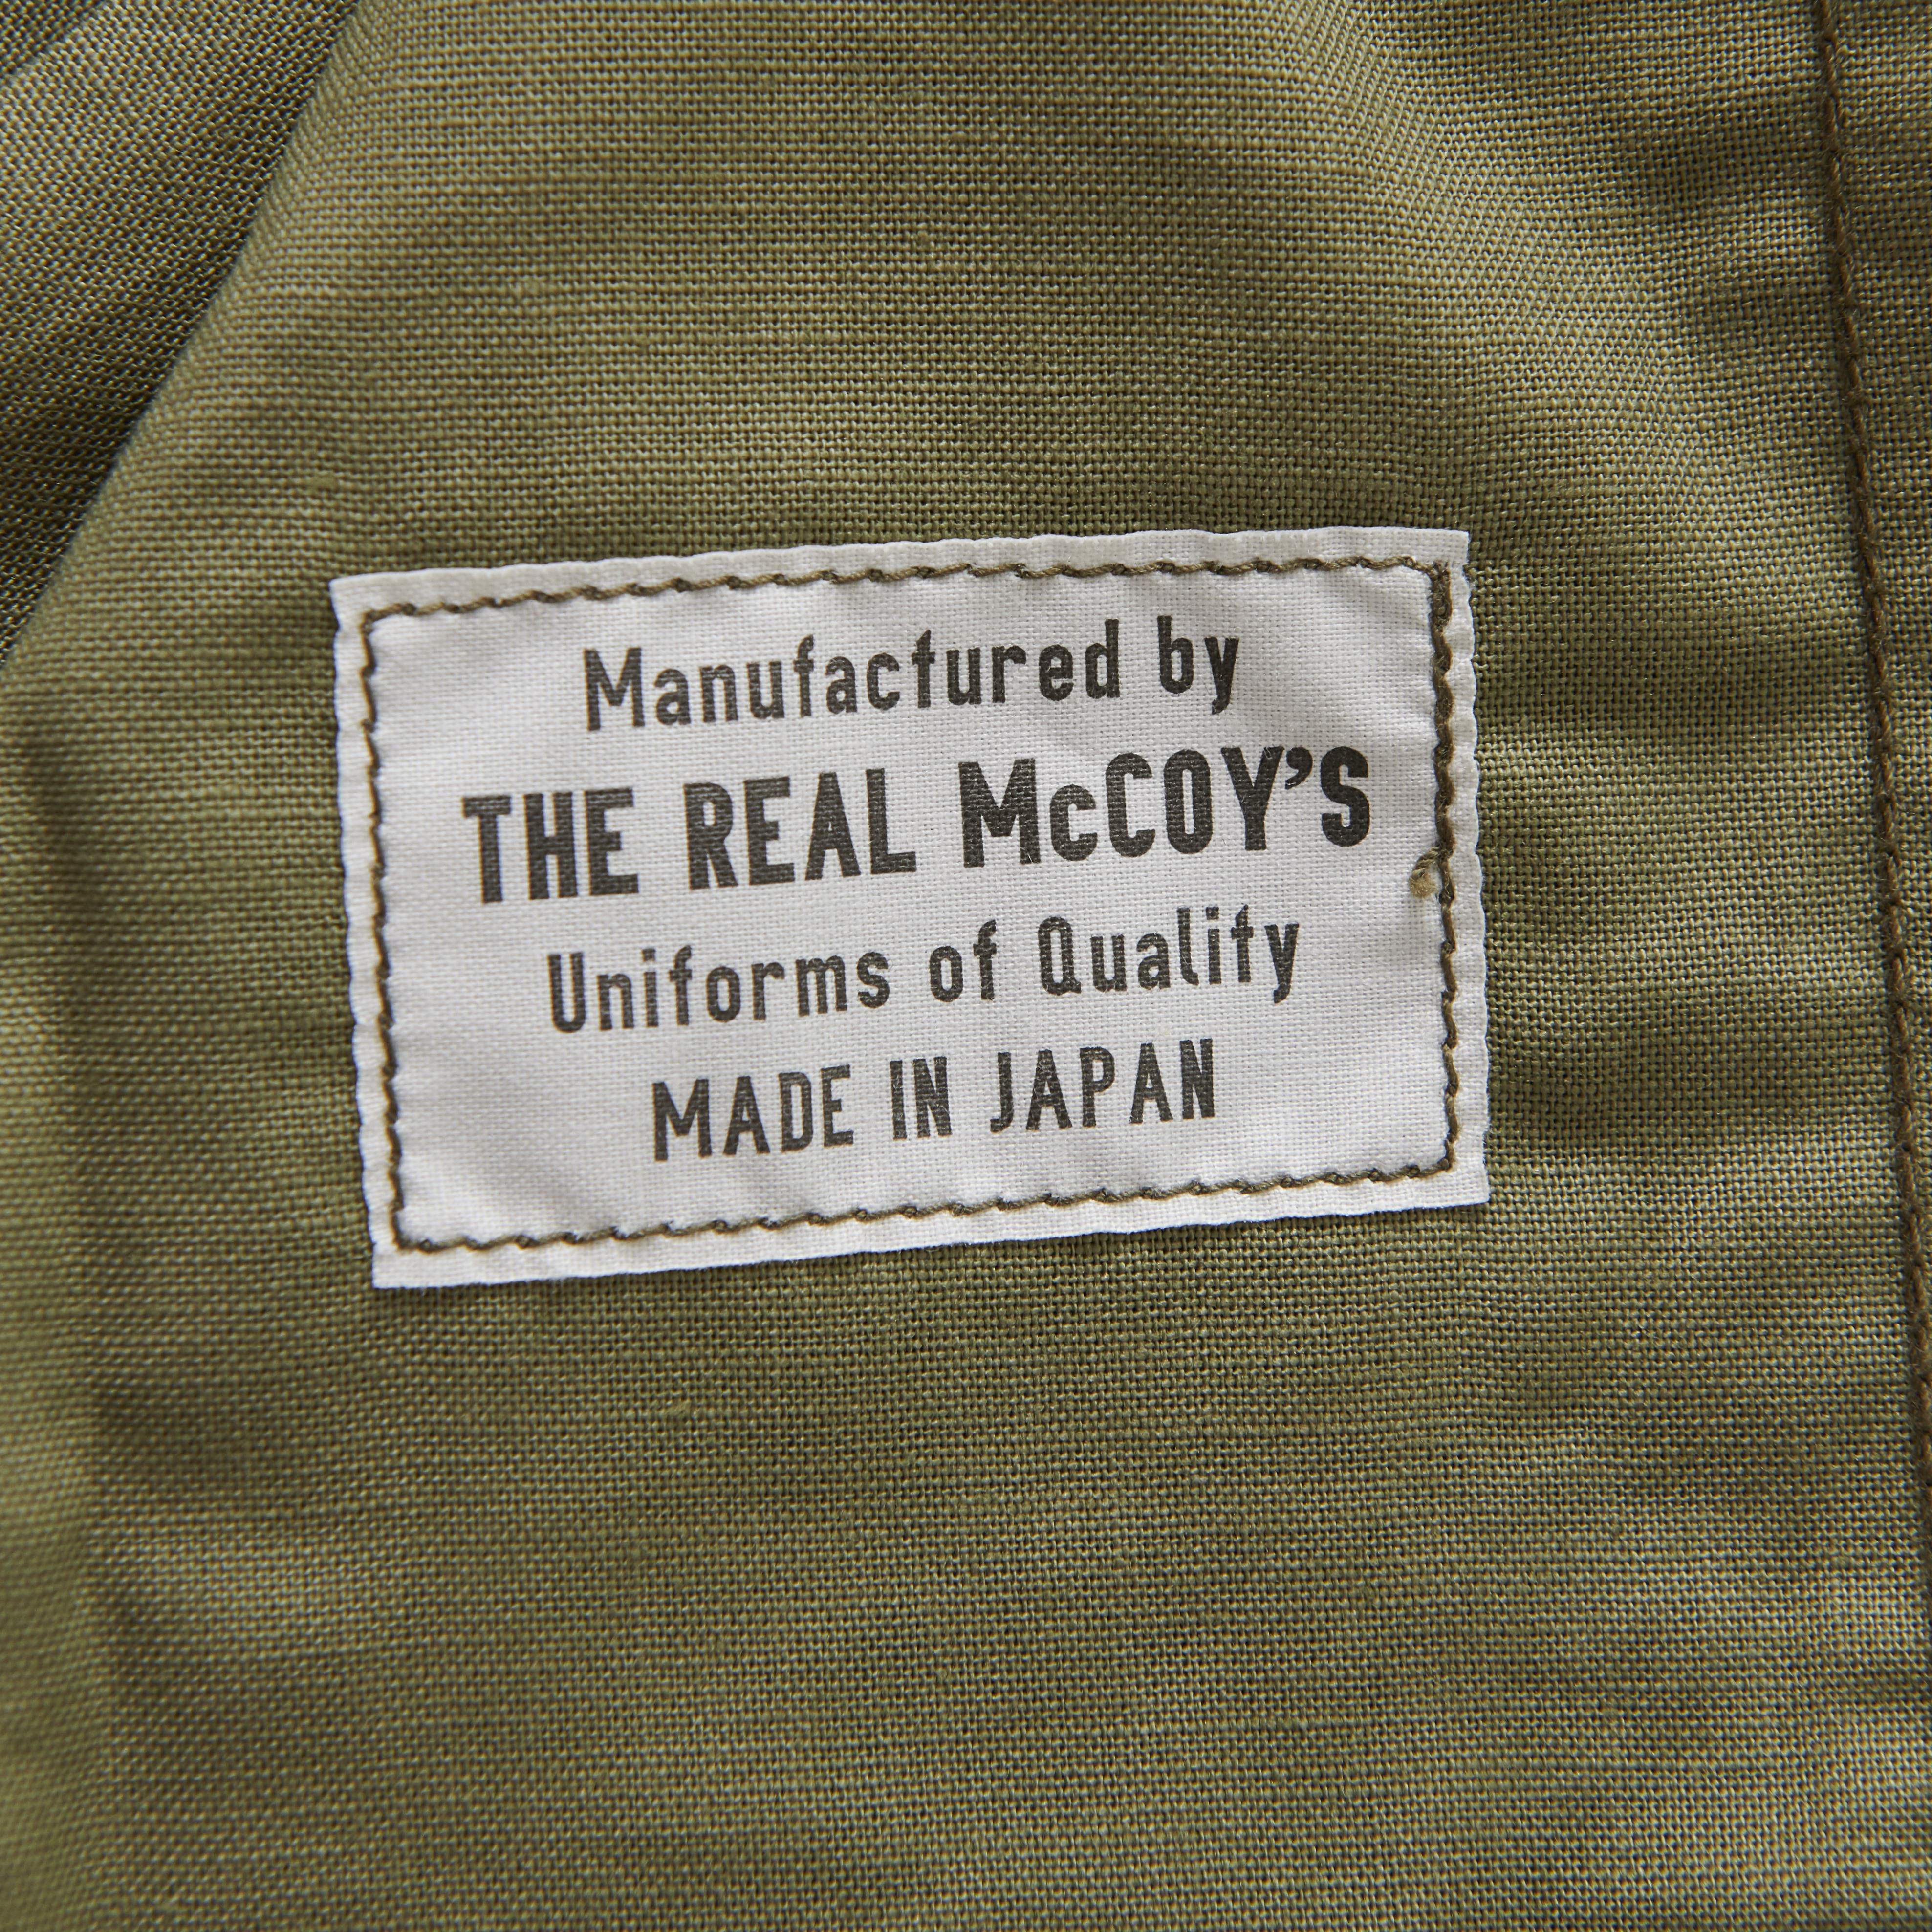 Manufactured by
THE REAL McCOY'S
Uniforms of Quality
MADE IN JAPAN